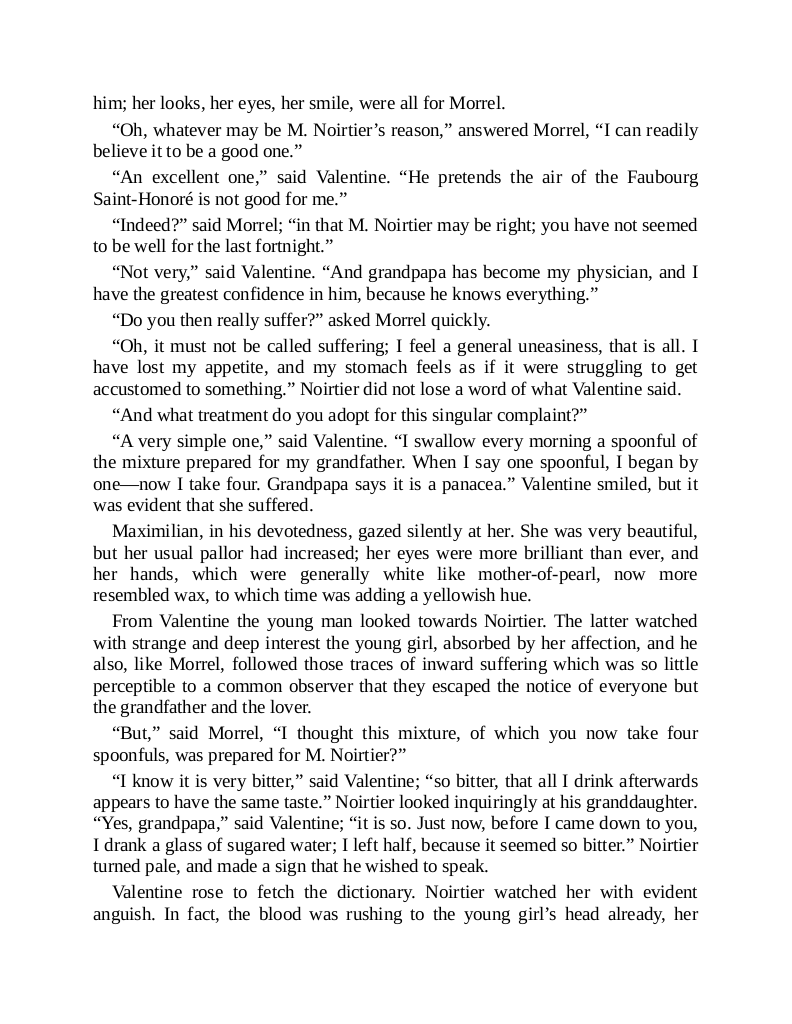 him; her looks, her eyes, her smile, were all for Morrel.
“Oh, whatever may be M. Noirtier’s reason,” answered Morrel, “I can readily
believe it to be a good one.”
“An excellent one,” said Valentine. “He pretends the air of the Faubourg
Saint-Honoré is not good for me.”
“Indeed?” said Morrel; “in that M. Noirtier may be right; you have not seemed
to be well for the last fortnight.”
“Not very,” said Valentine. “And grandpapa has become my physician, and I
have the greatest confidence in him, because he knows everything.”
“Do you then really suffer?” asked Morrel quickly.
“Oh, it must not be called suffering; I feel a general uneasiness, that is all. I
have lost my appetite, and my stomach feels as if it were struggling to get
accustomed to something.” Noirtier did not lose a word of what Valentine said.
“And what treatment do you adopt for this singular complaint?”
“A very simple one,” said Valentine. “I swallow every morning a spoonful of
the mixture prepared for my grandfather. When I say one spoonful, I began by
one—now I take four. Grandpapa says it is a panacea.” Valentine smiled, but it
was evident that she suffered.
Maximilian, in his devotedness, gazed silently at her. She was very beautiful,
but her usual pallor had increased; her eyes were more brilliant than ever, and
her hands, which were generally white like mother-of-pearl, now more
resembled wax, to which time was adding a yellowish hue.
From Valentine the young man looked towards Noirtier. The latter watched
with strange and deep interest the young girl, absorbed by her affection, and he
also, like Morrel, followed those traces of inward suffering which was so little
perceptible to a common observer that they escaped the notice of everyone but
the grandfather and the lover.
“But,” said Morrel, “I thought this mixture, of which you now take four
spoonfuls, was prepared for M. Noirtier?”
“I know it is very bitter,” said Valentine; “so bitter, that all I drink afterwards
appears to have the same taste.” Noirtier looked inquiringly at his granddaughter.
“Yes, grandpapa,” said Valentine; “it is so. Just now, before I came down to you,
I drank a glass of sugared water; I left half, because it seemed so bitter.” Noirtier
turned pale, and made a sign that he wished to speak.
Valentine rose to fetch the dictionary. Noirtier watched her with evident
anguish. In fact, the blood was rushing to the young girl’s head already, her